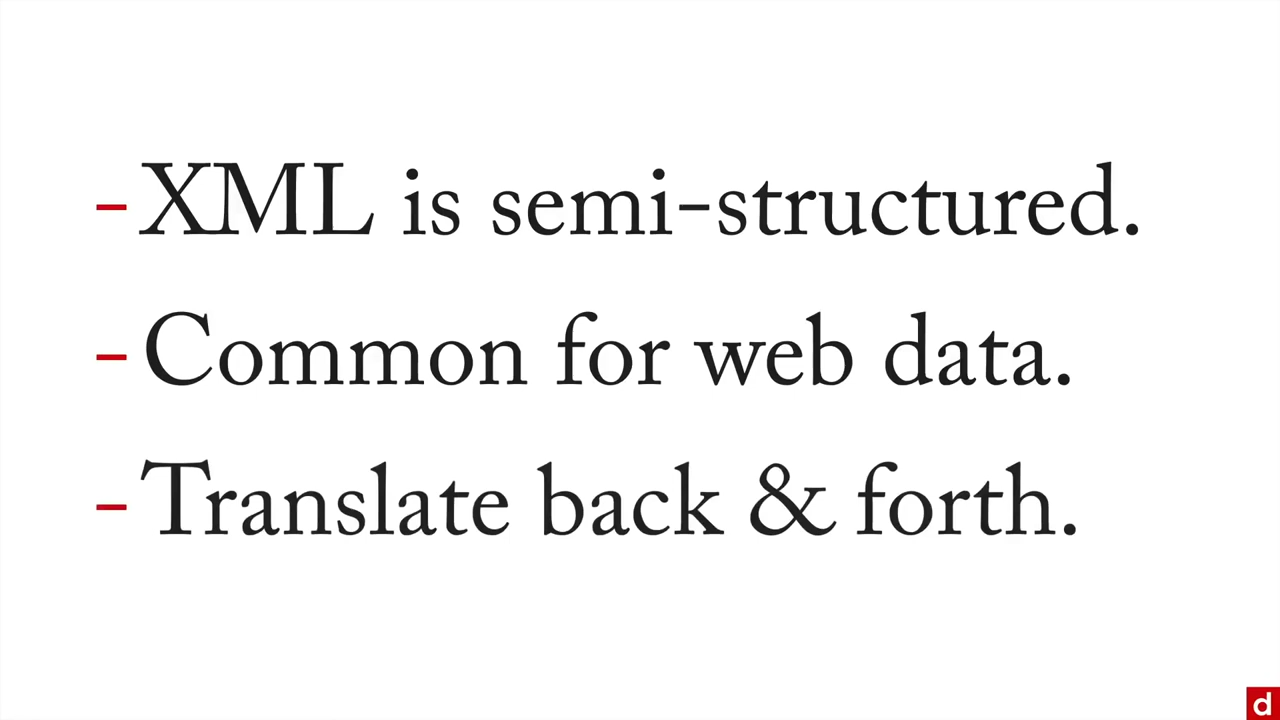 -XML is semi-structured.
-Common for web data.
-Translate back & forth.
d